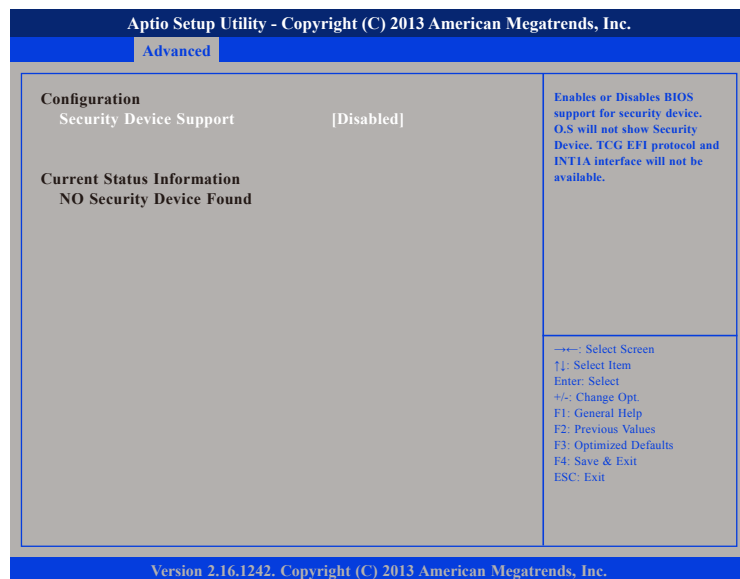 Aptio Setup Utility - Copyright (C) 2013 American Megatrends, Inc.
Advanced
Configuration
Security Device Support [Disabled]
Current Status Information
NO Security Device Found
Enables or Disables BIOS
support for security device.
O.S will not show Security
Device. TCG EFI protocol and
INT1A interface will not be
available.
→←: Select Screen
↑↓: Select Item
Enter: Select
+/-: Change Opt.
F1: General Help
F2: Previous Values
F3: Optimized Defaults
F4: Save & Exit
ESC: Exit
Version 2.16.1242. Copyright (C) 2013 American Megatrends, Inc.